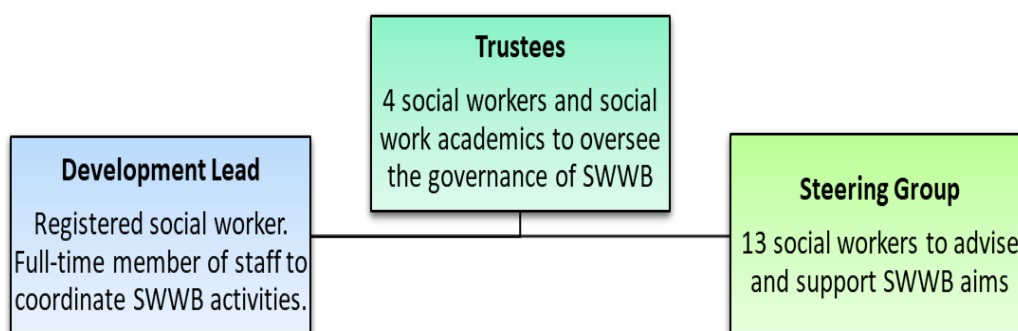 Trustees
4 social workers and social
work academics to oversee
the governance of SWWB
Development Lead
Registered social worker.
Full-time member of staff to
coordinate SWWB activities.
Steering Group
13 social workers to advise
and support SWWB aims